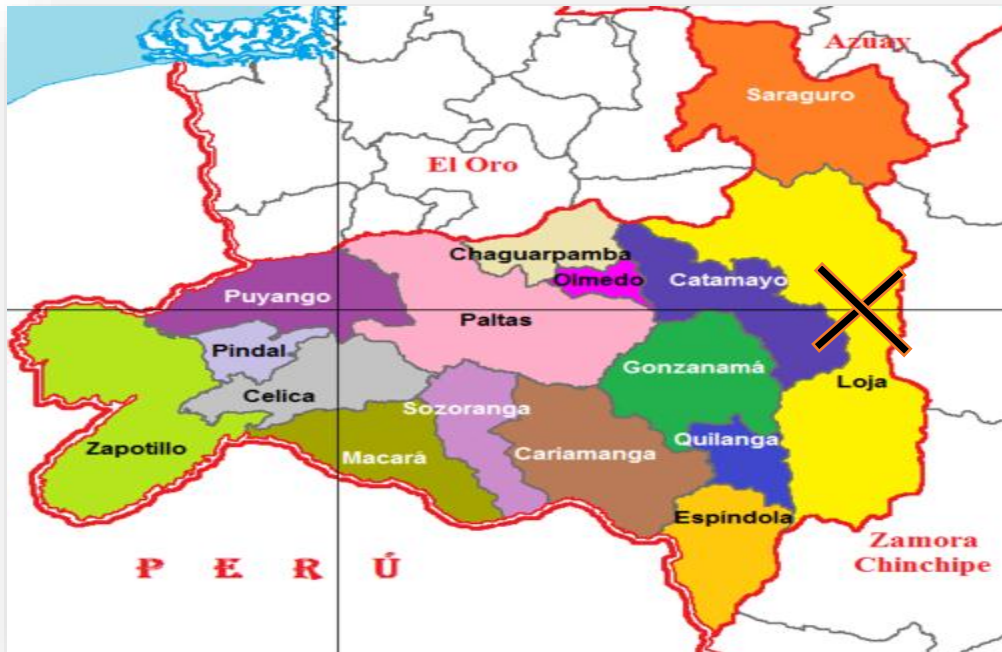 Azuay
Saraguro
El Oro
Chaguarpamba
Olmedo
Catamayo
Puyango
Paltas
Pindal
Gonzanamá
Loja
Celica
Sozoranga
Zapotillo
Macará
Cariamanga
Quilanga
Espíndola
Zamora
Chinchipe
P E R Ú